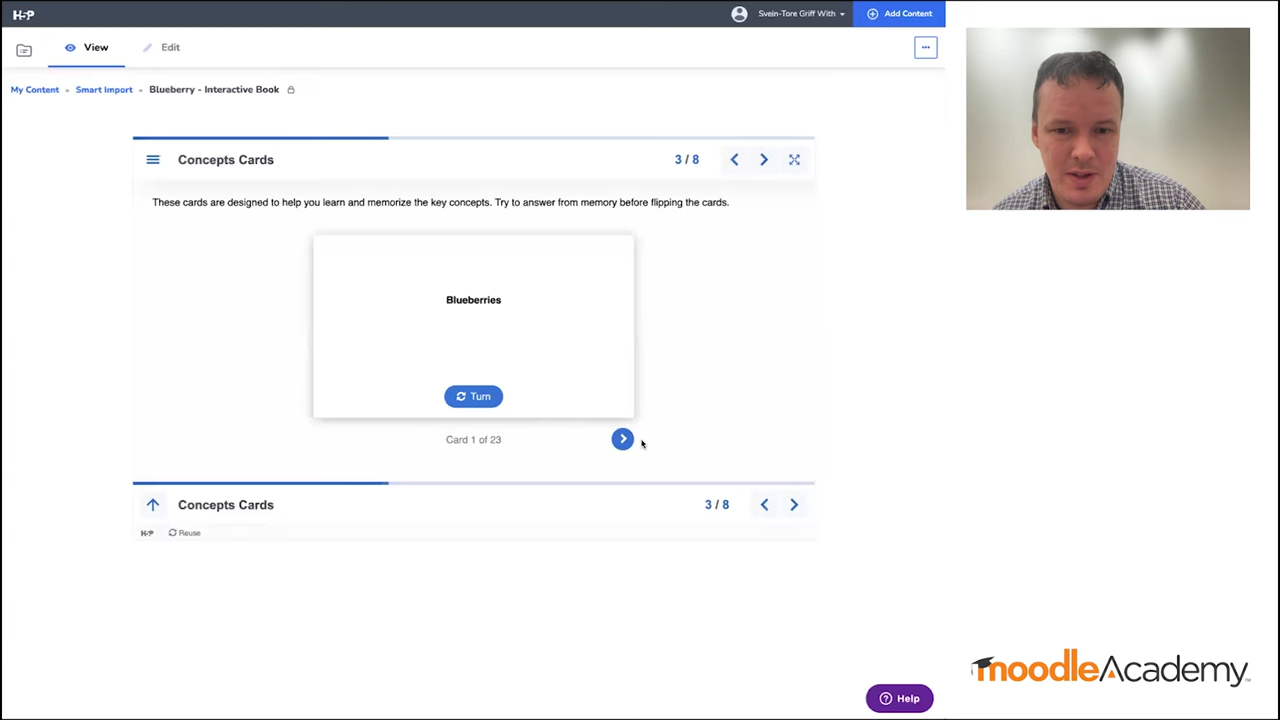 H5P
Svein-Tore Griff With
Add Content
View
Edit
My Content » Smart Import » Blueberry - Interactive Book
Concepts Cards
3 / 8
These cards are designed to help you learn and memorize the key concepts. Try to answer from memory before flipping the cards.
Blueberries
Turn
Card 1 of 23
Concepts Cards
3 / 8
H5P
Reuse
moodleAcademy™
Help